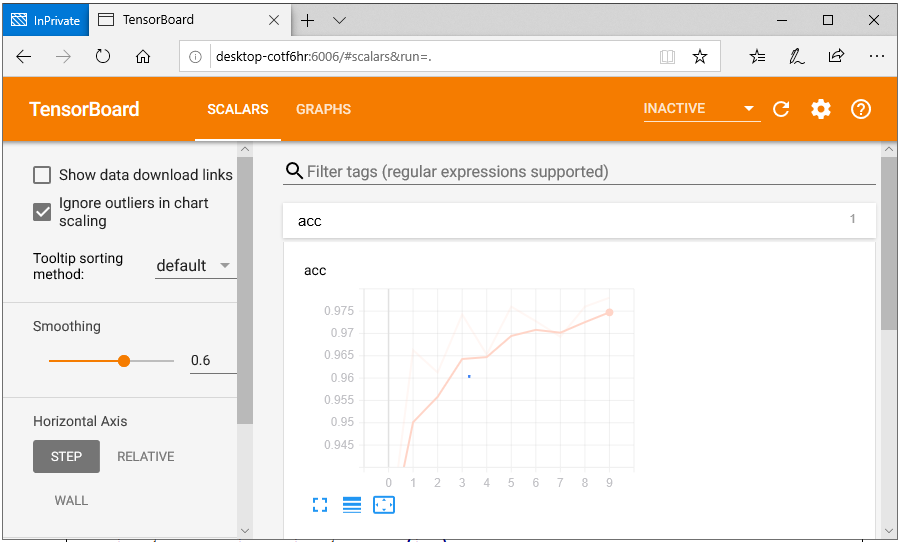 InPrivate
TensorBoard
desktop-cotf6hr:6006/#scalars&run=.
TensorBoard SCALARS GRAPHS INACTIVE
Show data download links
Ignore outliers in chart
scaling
Tooltip sorting
method:
default
Smoothing
0.6
Horizontal Axis
STEP RELATIVE
WALL
Filter tags (regular expressions supported)
acc 1
acc
0.975
0.97
0.965
0.96
0.95
0.945
0 1 2 3 4 5 6 7 8 9